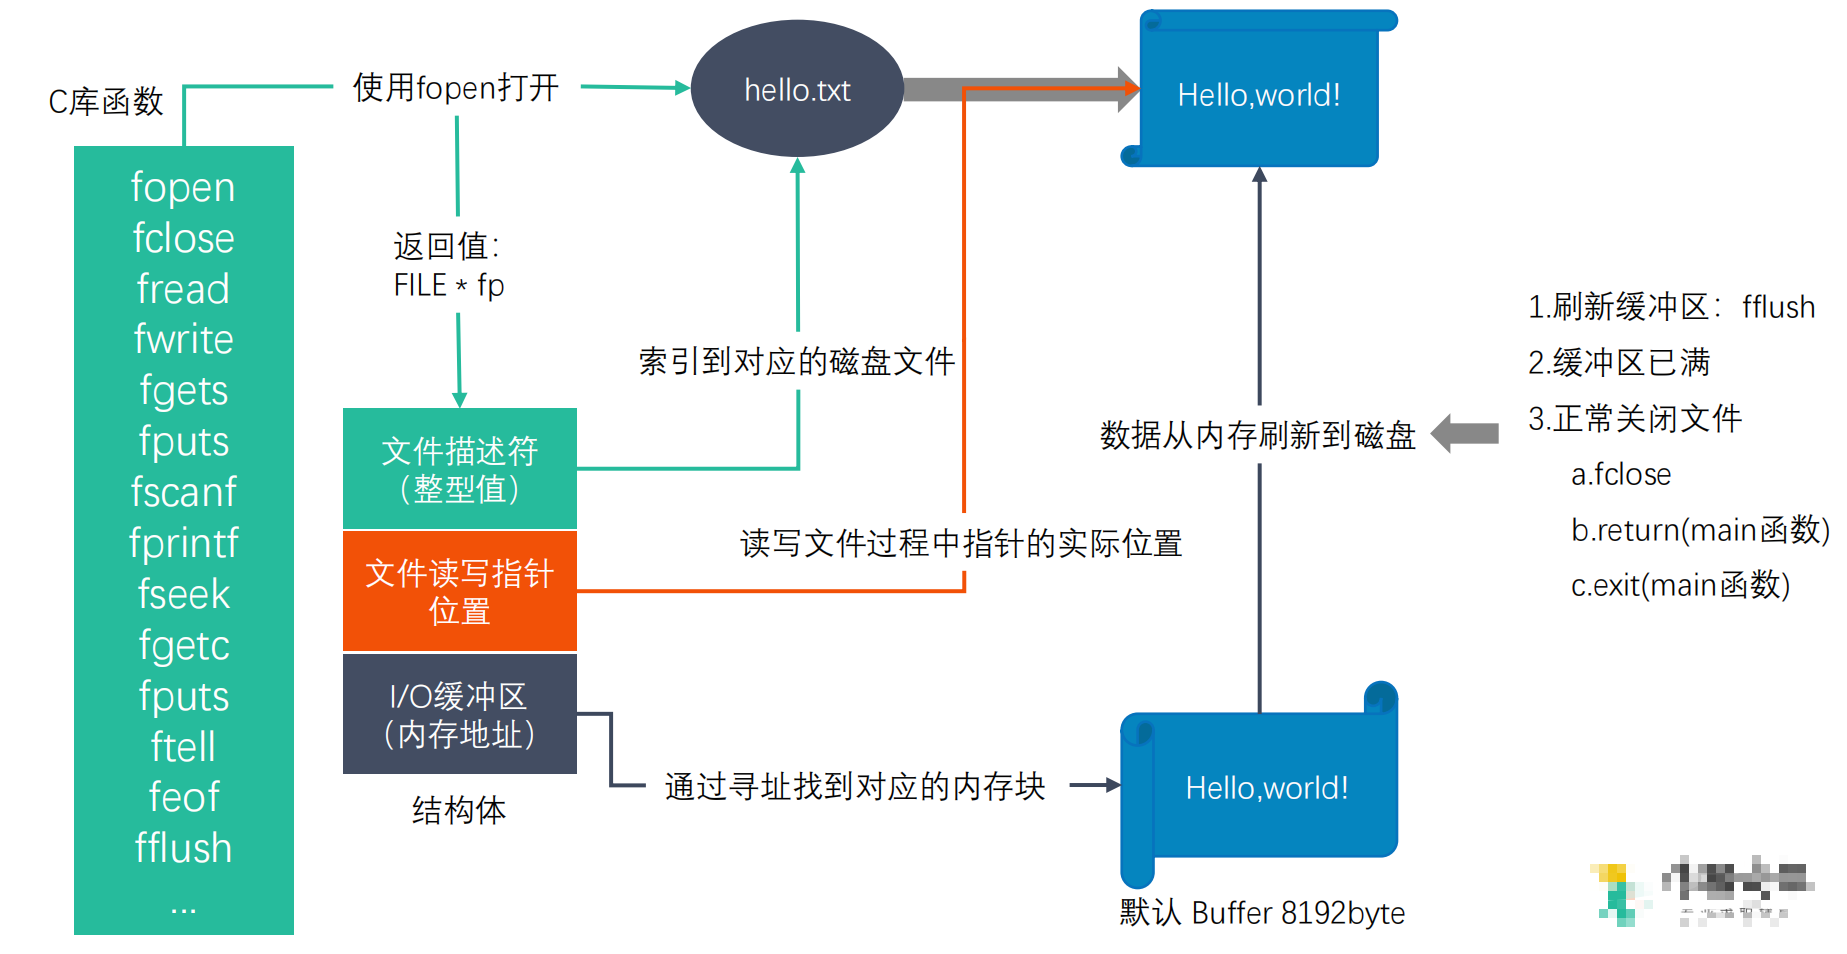 C库函数
fopen
fclose
fread
fwrite
fgets
fputs
fscanf
fprintf
fseek
fgetc
fputs
ftell
feof
fflush
...
使用fopen打开
hello.txt
Hello,world!
返回值：
FILE * fp
索引到对应的磁盘文件
文件描述符
（整型值）
文件读写指针
位置
I/O缓冲区
（内存地址）
结构体
读写文件过程中指针的实际位置
通过寻址找到对应的内存块
数据从内存刷新到磁盘
1.刷新缓冲区：fflush
2.缓冲区已满
3.正常关闭文件
a.fclose
b.return(main函数)
c.exit(main函数)
Hello,world!
默认 Buffer 8192byte